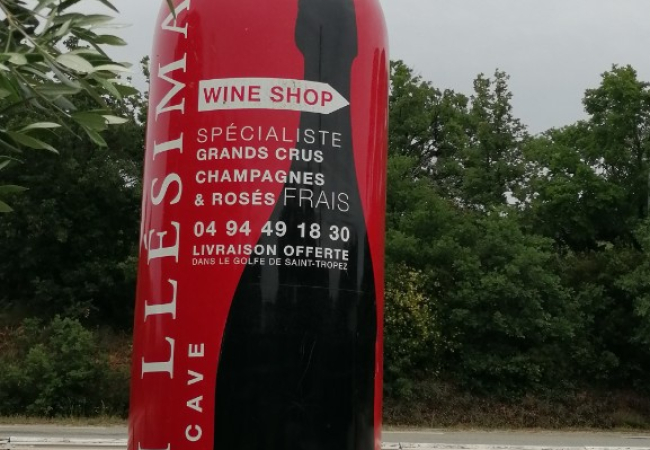 WINE SHOP
SPÉCIALISTE
GRANDS CRUS
CHAMPAGNES
& ROSÉS FRAIS
04 94 49 18 30
LIVRAISON OFFERTE
DANS LE GOLFE DE SAINT-TROPEZ
LLÉSIMA
CAVE